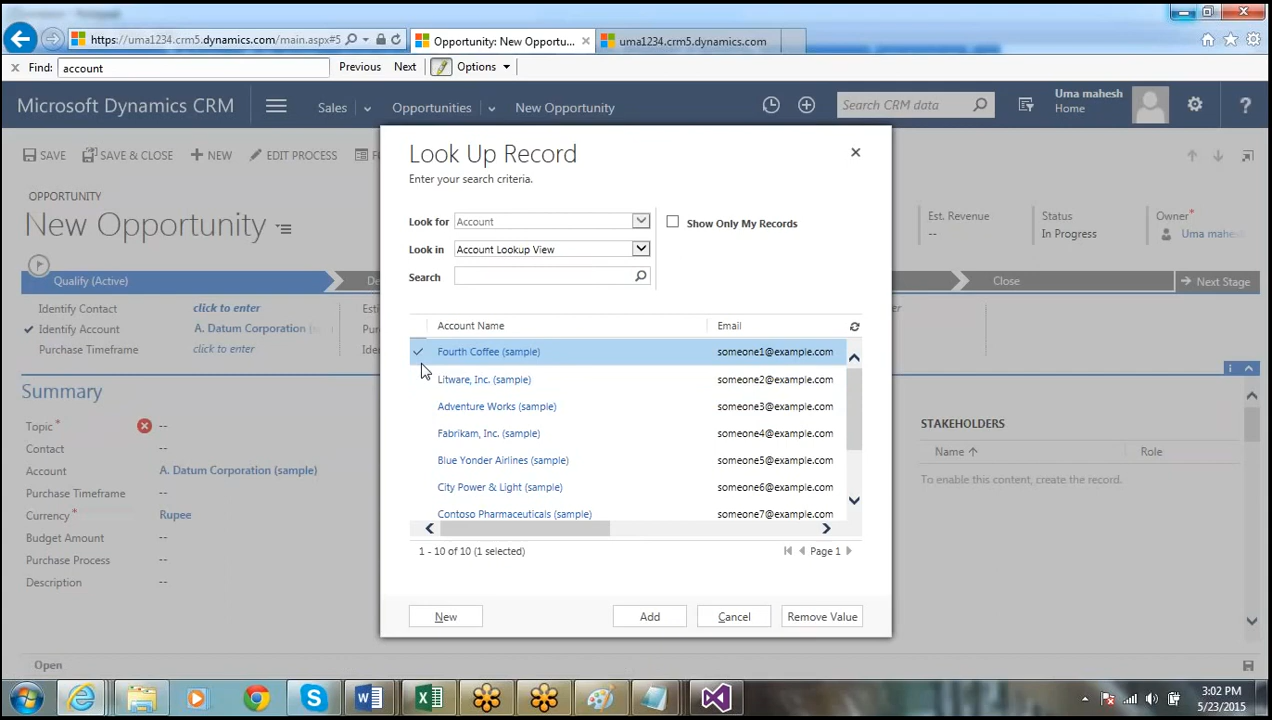 https://uma1234.crm5.dynamics.com/main.aspx#5
Opportunity: New Opportu...
uma1234.crm5.dynamics.com
Find: account
Previous Next Options
Microsoft Dynamics CRM
Sales Opportunities New Opportunity
Search CRM data
Uma mahesh
Home
SAVE SAVE & CLOSE NEW EDIT PROCESS
OPPORTUNITY
New Opportunity
Est. Revenue
--
Status
In Progress
Owner*
Uma mahesh
Qualify (Active) Close Next Stage
Identify Contact click to enter
Identify Account A. Datum Corporation
Purchase Timeframe click to enter
Summary
Topic* --
Contact --
Account A. Datum Corporation (sample)
Purchase Timeframe --
Currency Rupee
Budget Amount --
Purchase Process --
Description --
STAKEHOLDERS
Name Role
To enable this content, create the record.
Look Up Record
Enter your search criteria.
Look for Account
Show Only My Records
Look in Account Lookup View
Search
Account Name Email
Fourth Coffee (sample) someone1@example.com
Litware, Inc. (sample) someone2@example.com
Adventure Works (sample) someone3@example.com
Fabrikam, Inc. (sample) someone4@example.com
Blue Yonder Airlines (sample) someone5@example.com
City Power & Light (sample) someone6@example.com
Contoso Pharmaceuticals (sample) someone7@example.com
1 - 10 of 10 (1 selected) Page 1
New Add Cancel Remove Value
Open
3:02 PM
5/23/2015